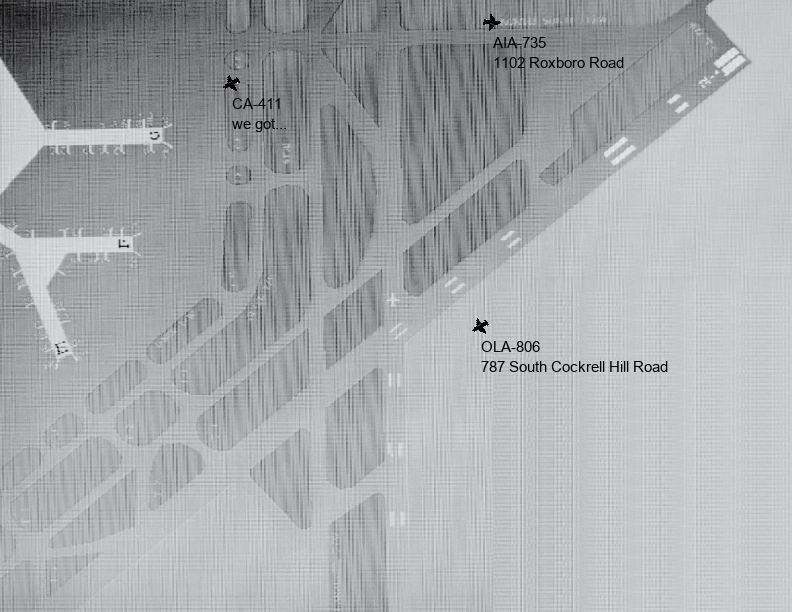 AIA-735
1102 Roxboro Road
CA-411
we got...
G
F
E
OLA-806
787 South Cockrell Hill Road